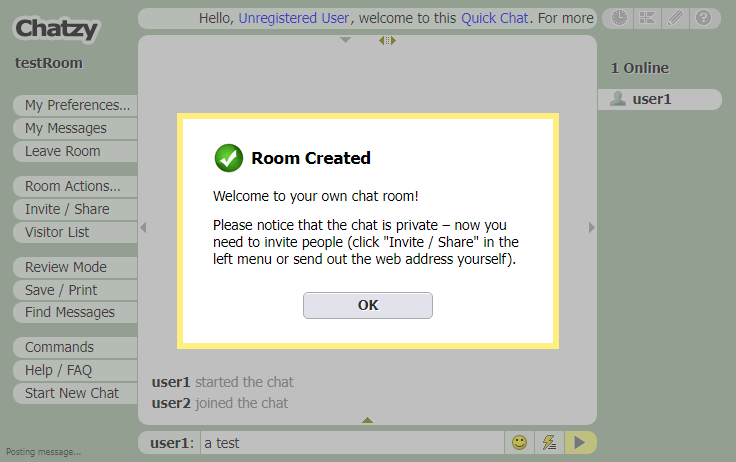 Chatzy
Hello, Unregistered User, welcome to this Quick Chat. For more
testRoom
My Preferences...
My Messages
Leave Room
Room Actions...
Invite / Share
Visitor List
Review Mode
Save / Print
Find Messages
Commands
Help / FAQ
Start New Chat
Posting message...
1 Online
user1
Room Created
Welcome to your own chat room!
Please notice that the chat is private – now you
need to invite people (click "Invite / Share" in the
left menu or send out the web address yourself).
OK
user1 started the chat
user2 joined the chat
user1: a test